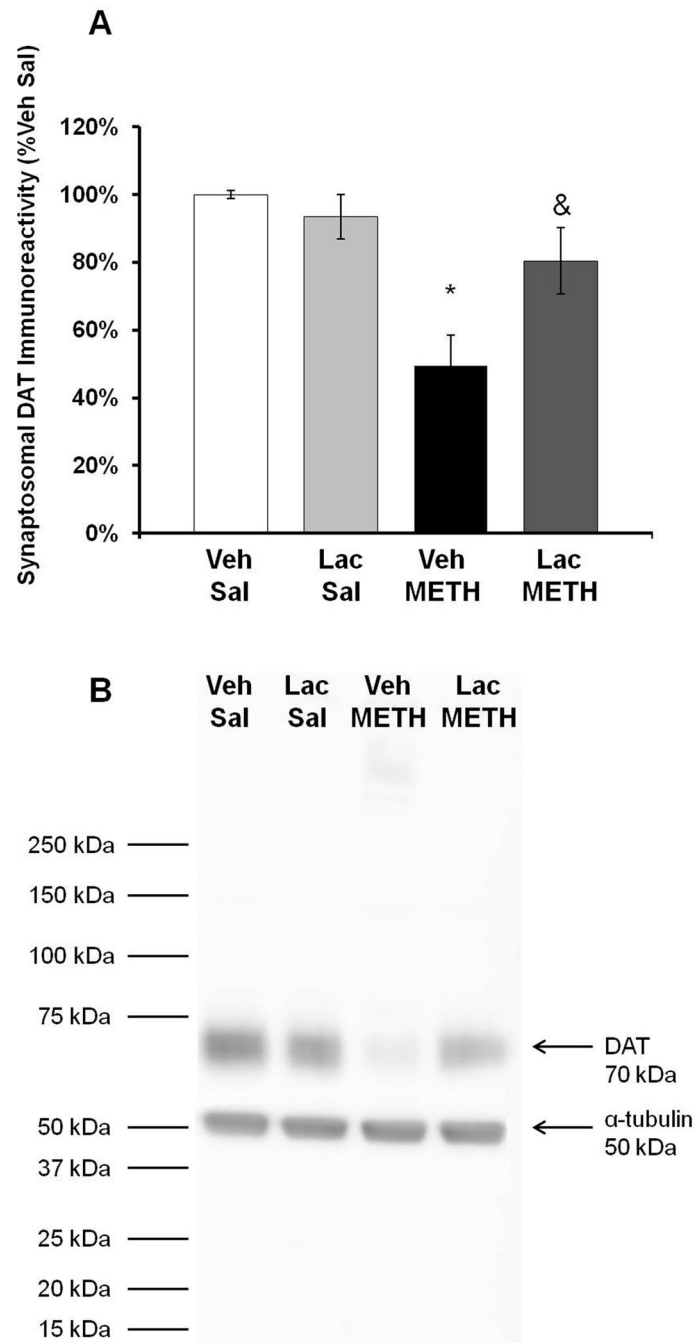 A
Synaptosomal DAT Immunoreactivity (%Veh Sal)
120%
100%
80%
60%
40%
20%
0%
&
*
Veh Lac Veh Lac
Sal Sal METH METH
B
Veh Lac Veh Lac
Sal Sal METH METH
250 kDa
150 kDa
100 kDa
75 kDa
DAT
70 kDa
50 kDa
α-tubulin
50 kDa
37 kDa
25 kDa
20 kDa
15 kDa